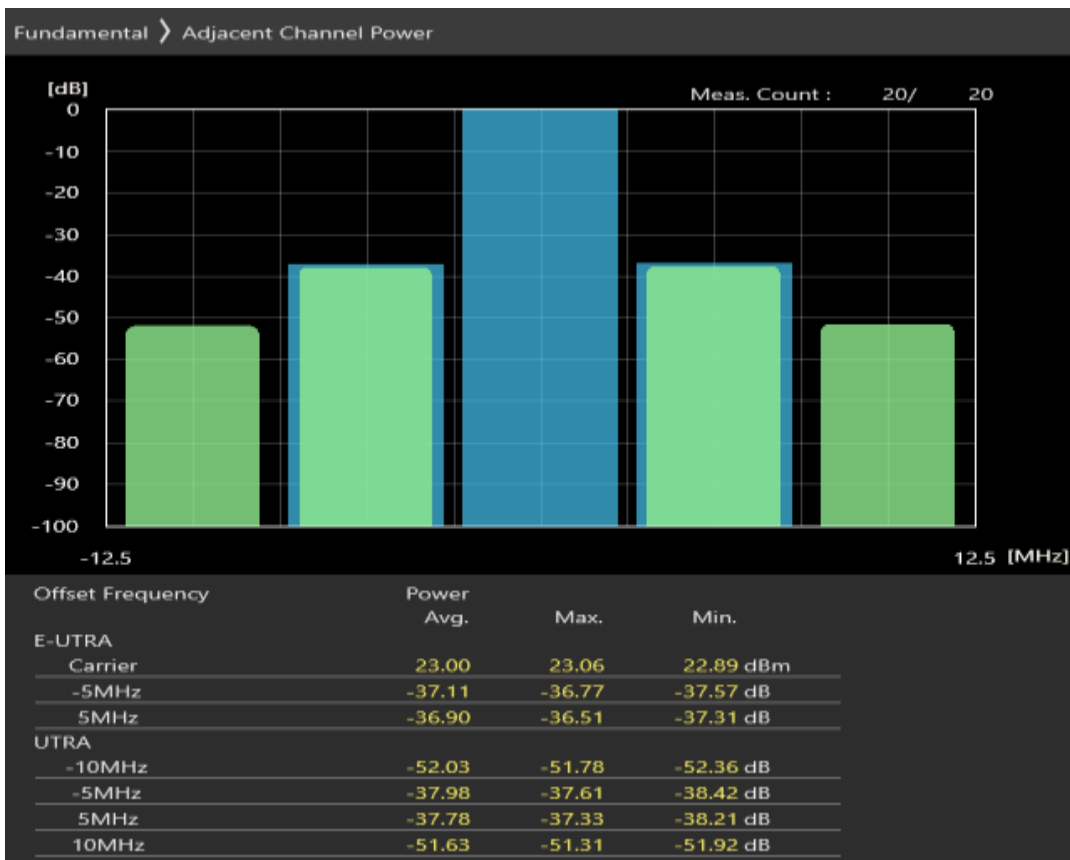 Fundamental 〉 Adjacent Channel Power
[dB]
Meas. Count : 20/ 20
0
-10
-20
-30
-40
-50
-60
-70
-80
-90
-100
-12.5 12.5 [MHz]
Offset Frequency Power
Avg. Max. Min.
E-UTRA
Carrier 23.00 23.06 22.89 dBm
-5MHz -37.11 -36.77 -37.57 dB
5MHz -36.90 -36.51 -37.31 dB
UTRA
-10MHz -52.03 -51.78 -52.36 dB
-5MHz -37.98 -37.61 -38.42 dB
5MHz -37.78 -37.33 -38.21 dB
10MHz -51.63 -51.31 -51.92 dB